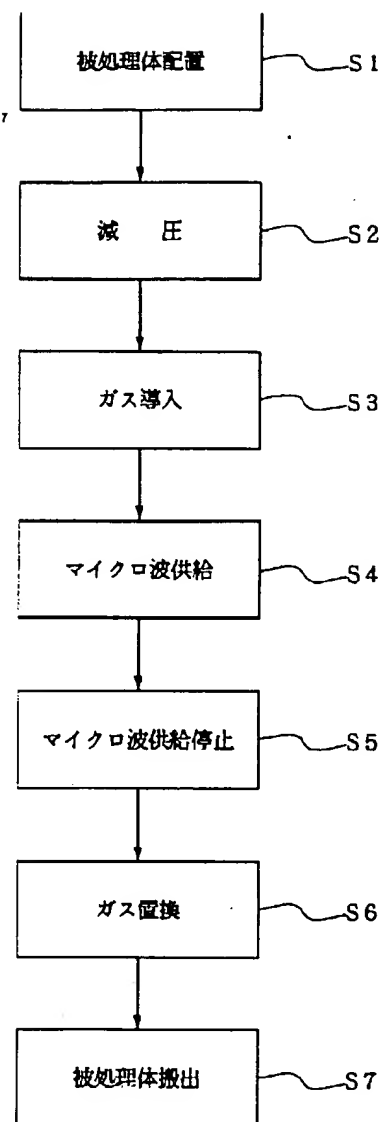 被処理体配置 S1
減 圧 S2
ガス導入 S3
マイクロ波供給 S4
マイクロ波供給停止 S5
ガス置換 S6
被処理体搬出 S7